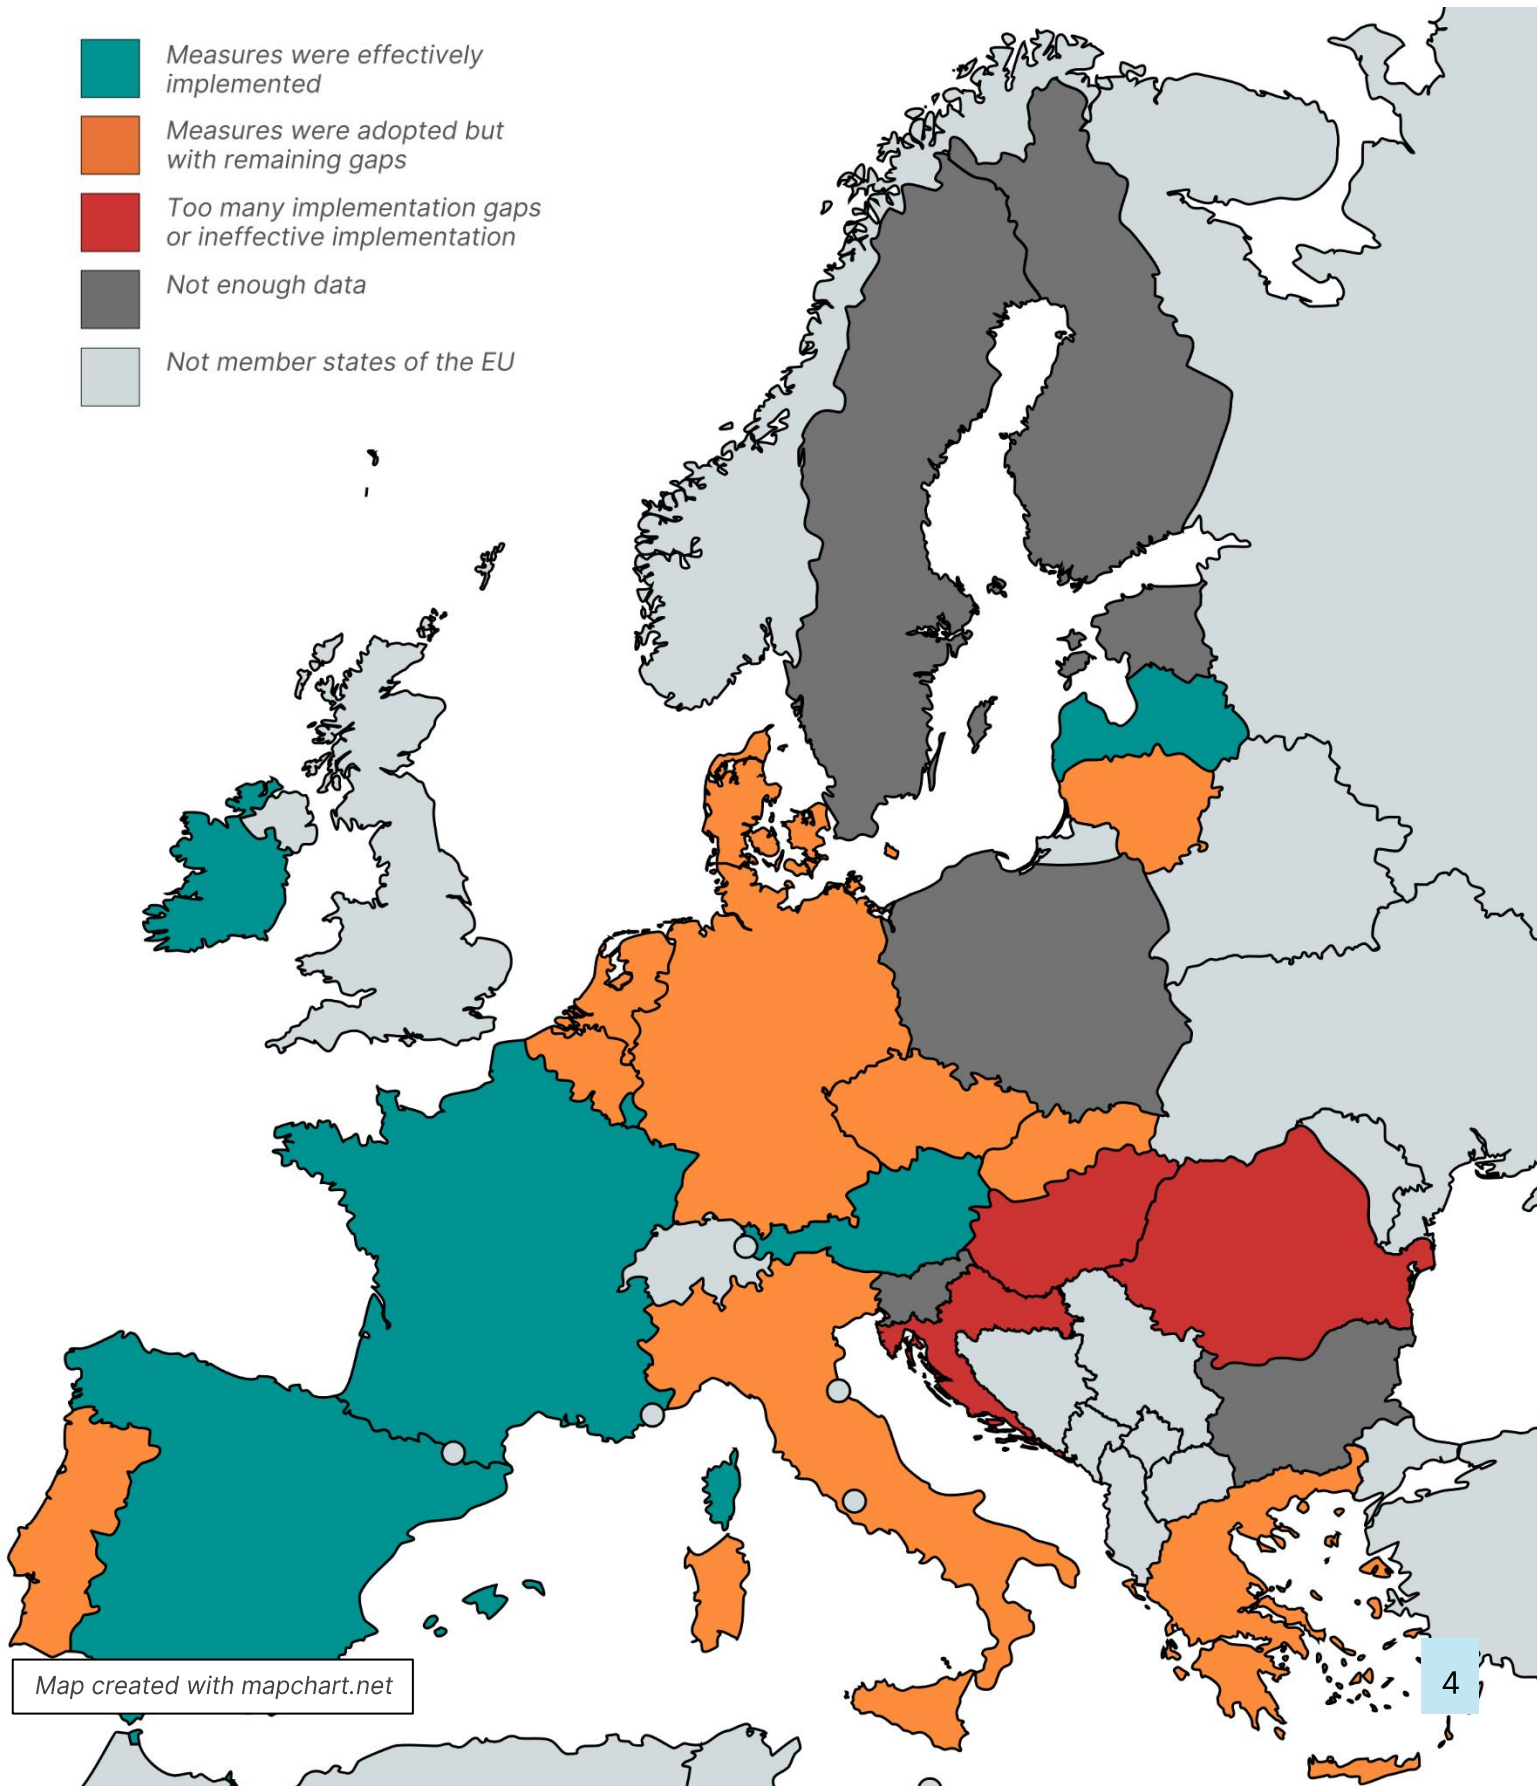 Measures were effectively
implemented
Measures were adopted but
with remaining gaps
Too many implementation gaps
or ineffective implementation
Not enough data
Not member states of the EU
Map created with mapchart.net
4